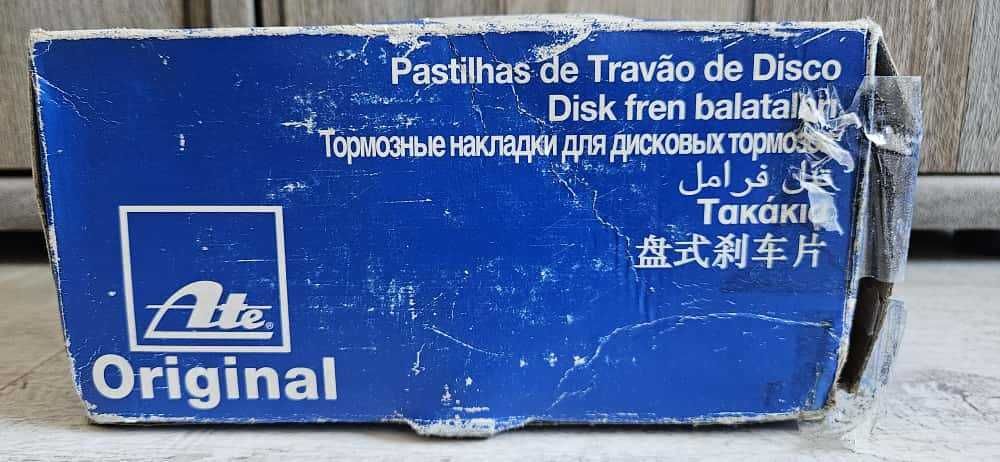 Pastilhas de Travão de Disco
Disk fren
Тормозные накладки для дисковых
فرامل
Τακάκια
盘式刹车片
Ate®
Original